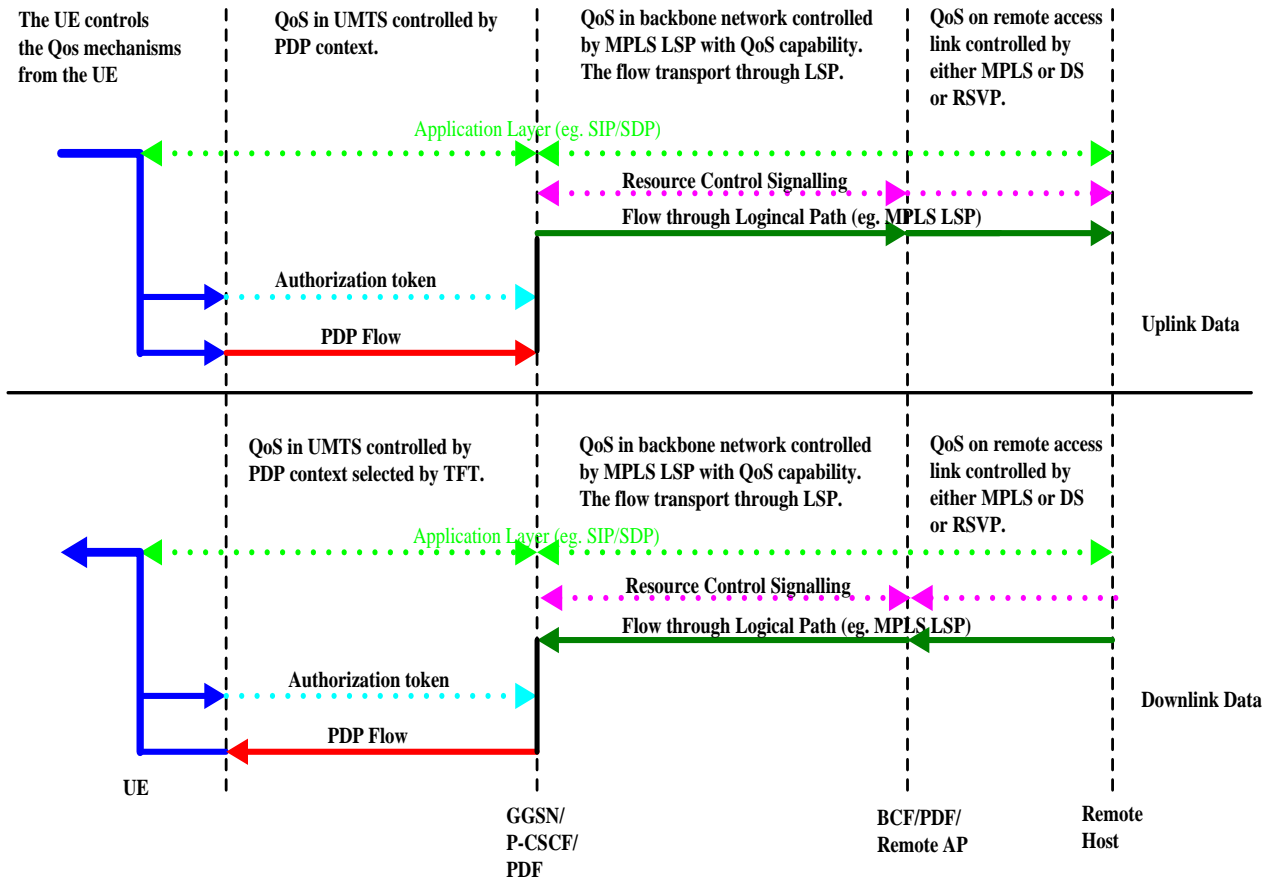 The UE controls
the Qos mechanisms
from the UE
QoS in UMTS controlled by
PDP context.
QoS in backbone network controlled
by MPLS LSP with QoS capability.
The flow transport through LSP.
QoS on remote access
link controlled by
either MPLS or DS
or RSVP.
Application Layer (eg. SIP/SDP)
Resource Control Signalling
Flow through Logincal Path (eg. MPLS LSP)
Authorization token
PDP Flow
Uplink Data
QoS in UMTS controlled by
PDP context selected by TFT.
QoS in backbone network controlled
by MPLS LSP with QoS capability.
The flow transport through LSP.
QoS on remote access
link controlled by
either MPLS or DS
or RSVP.
Application Layer (eg. SIP/SDP)
Resource Control Signalling
Flow through Logical Path (eg. MPLS LSP)
Authorization token
PDP Flow
Downlink Data
UE
GGSN/
P-CSCF/
PDF
BCF/PDF/
Remote AP
Remote
Host